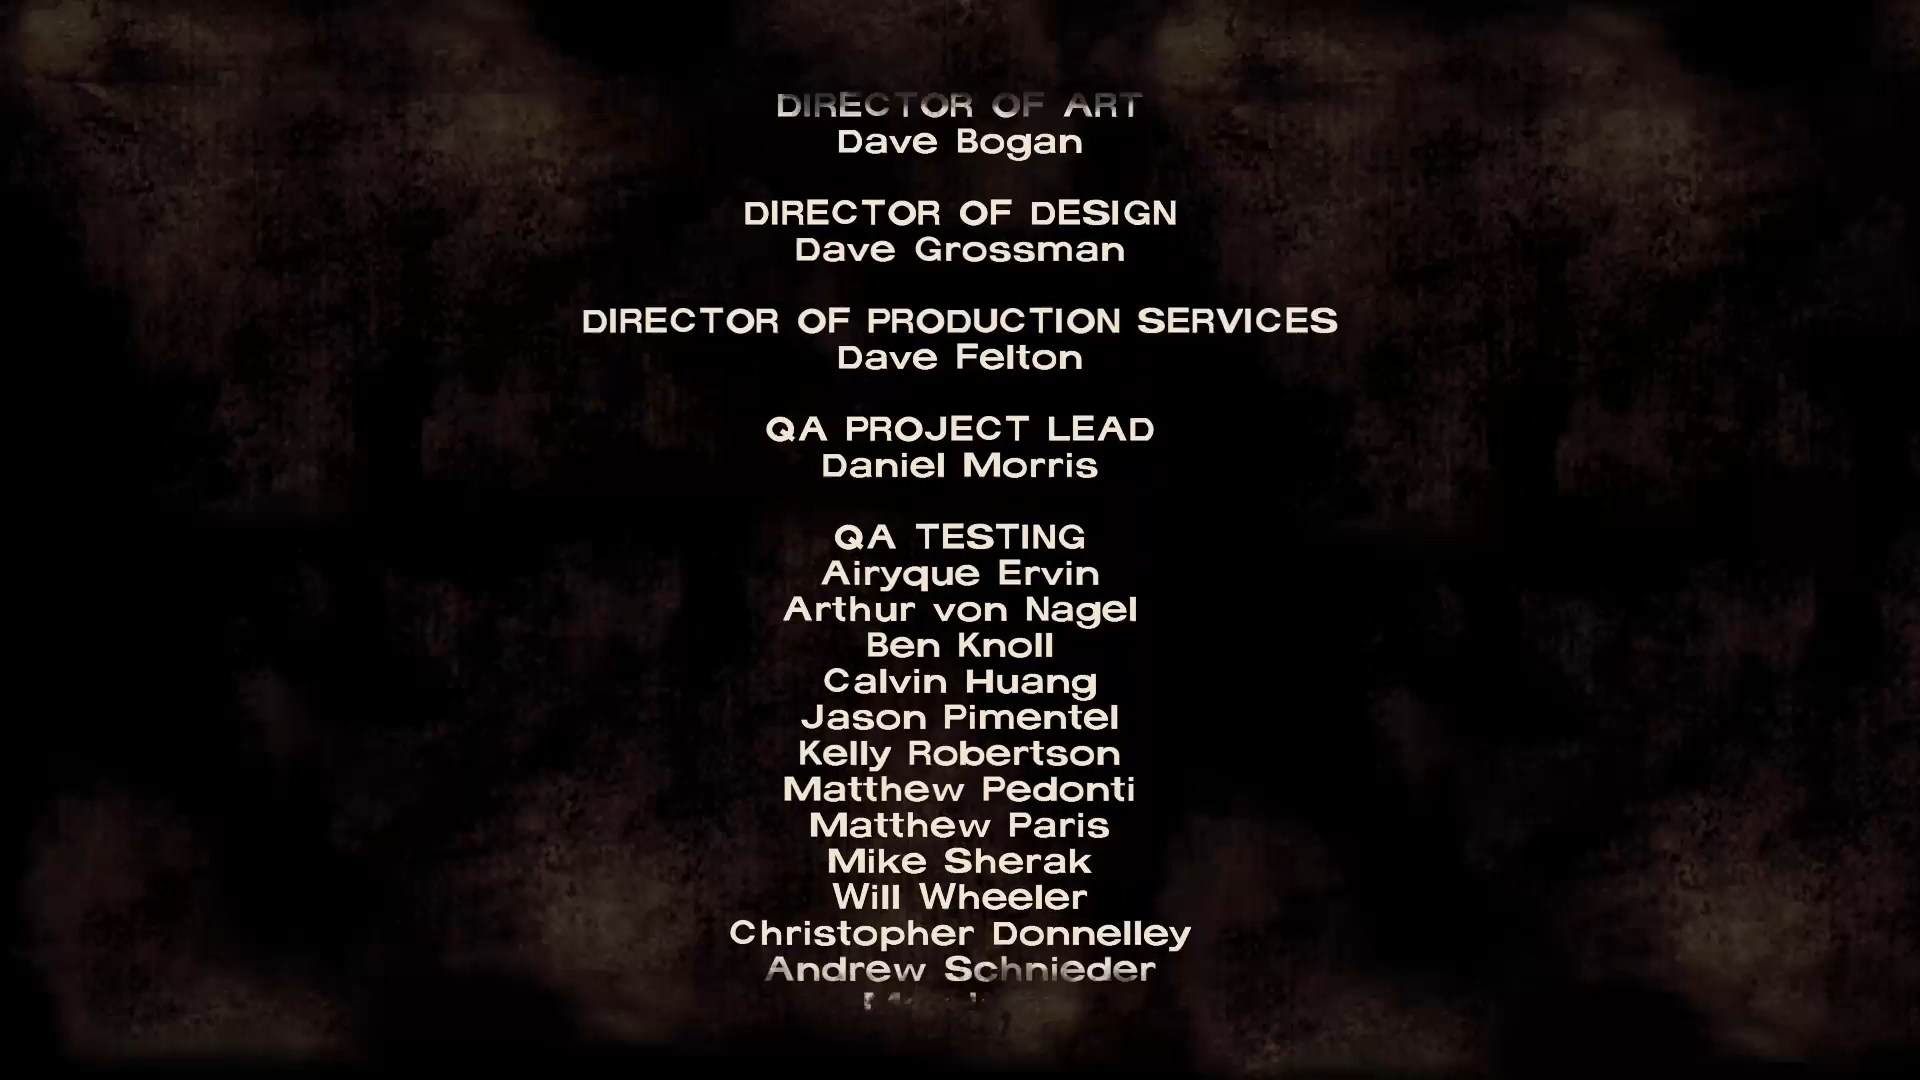 DIRECTOR OF ART
Dave Bogan
DIRECTOR OF DESIGN
Dave Grossman
DIRECTOR OF PRODUCTION SERVICES
Dave Felton
QA PROJECT LEAD
Daniel Morris
QA TESTING
Airyque Ervin
Arthur von Nagel
Ben Knoll
Calvin Huang
Jason Pimentel
Kelly Robertson
Matthew Pedonti
Matthew Paris
Mike Sherak
Will Wheeler
Christopher Donnelley
Andrew Schnieder